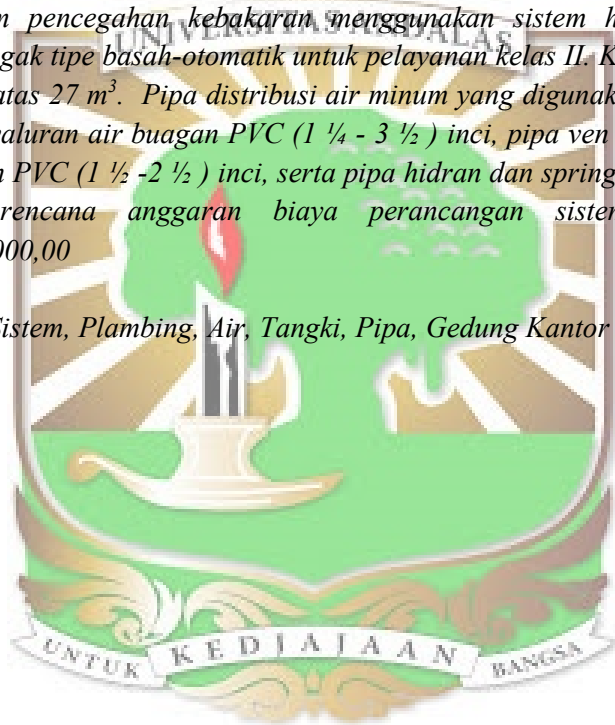 n pencegahan kebakaran menggunakan sistem h
UNIVERSITAS ANDALAS
gak tipe basah-otomatik untuk pelayanan kelas II. K
atas 27 m³. Pipa distribusi air minum yang digunak
aluran air buagan PVC (1 ¼ - 3 ½ ) inci, pipa ven
n PVC (1 ½ -2 ½ ) inci, serta pipa hidran dan spring
rencana anggaran biaya perancangan sistem
000,00
Sistem, Plambing, Air, Tangki, Pipa, Gedung Kantor
UNTUK KEDJAJAAN BANGSA